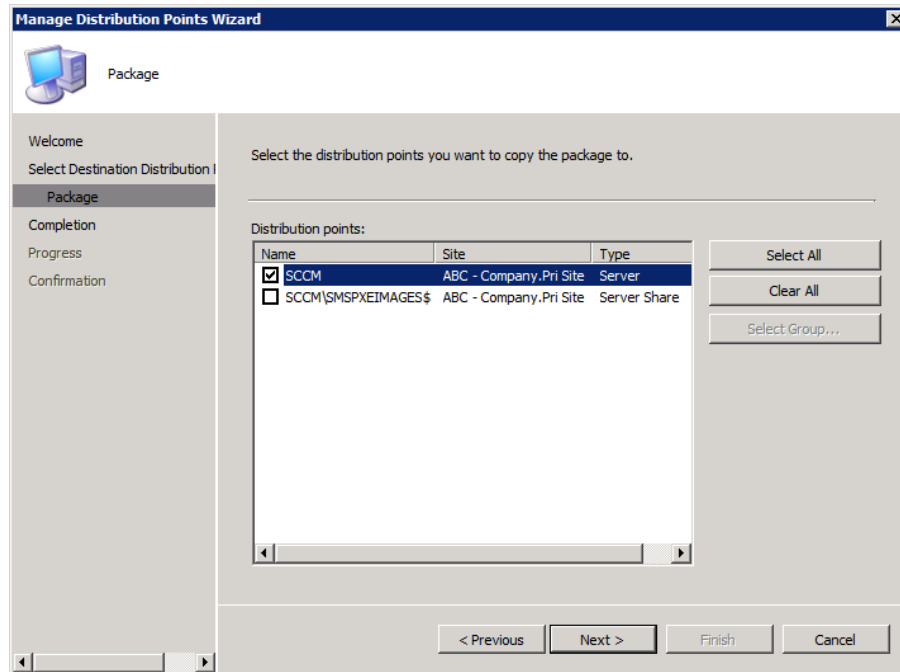 Manage Distribution Points Wizard
Package
Welcome
Select Destination Distribution
Package
Completion
Progress
Confirmation
Select the distribution points you want to copy the package to.
Distribution points:
Name Site Type
SCCM ABC - Company.Pri Site Server
SCCM\SMSPXEIMAGES$ ABC - Company.Pri Site Server Share
Select All
Clear All
Select Group...
< Previous Next > Finish Cancel